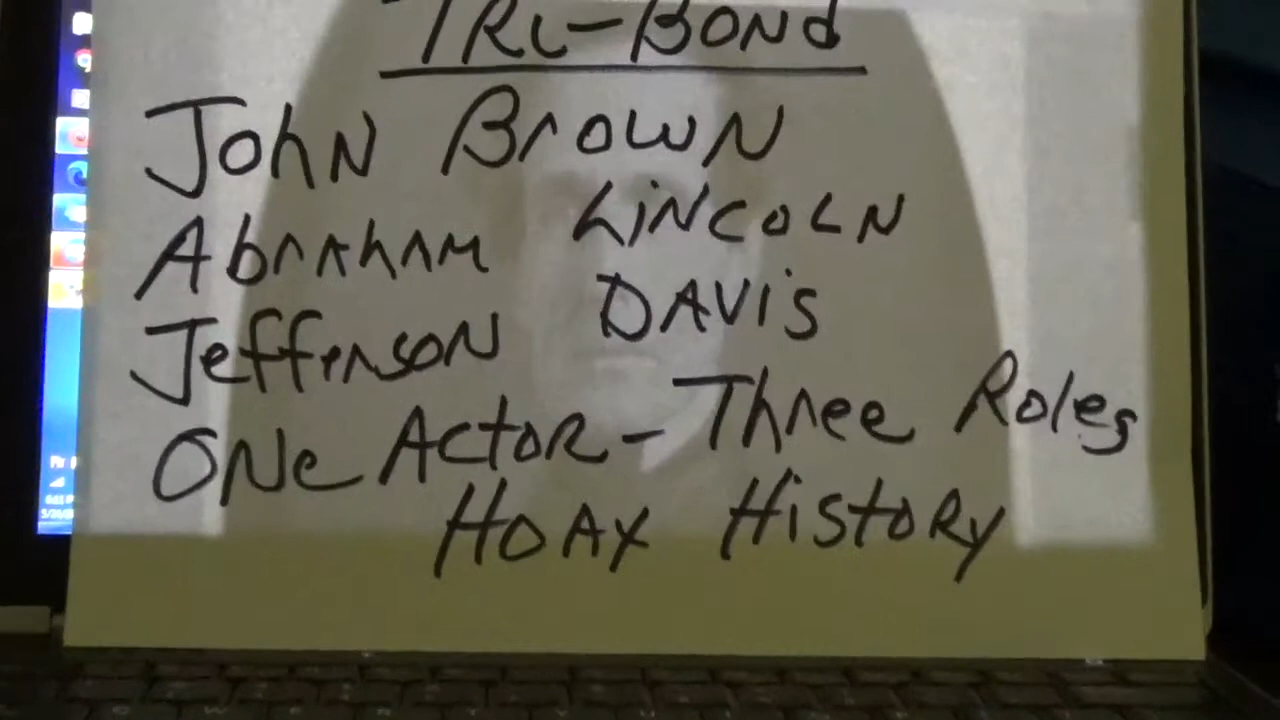 TRi-BONd
JohN BrowN
AbrAhAM LiNCOLN
JeffersoN DAViS
ONe ActOR - Three Roles
HOAX HistORy